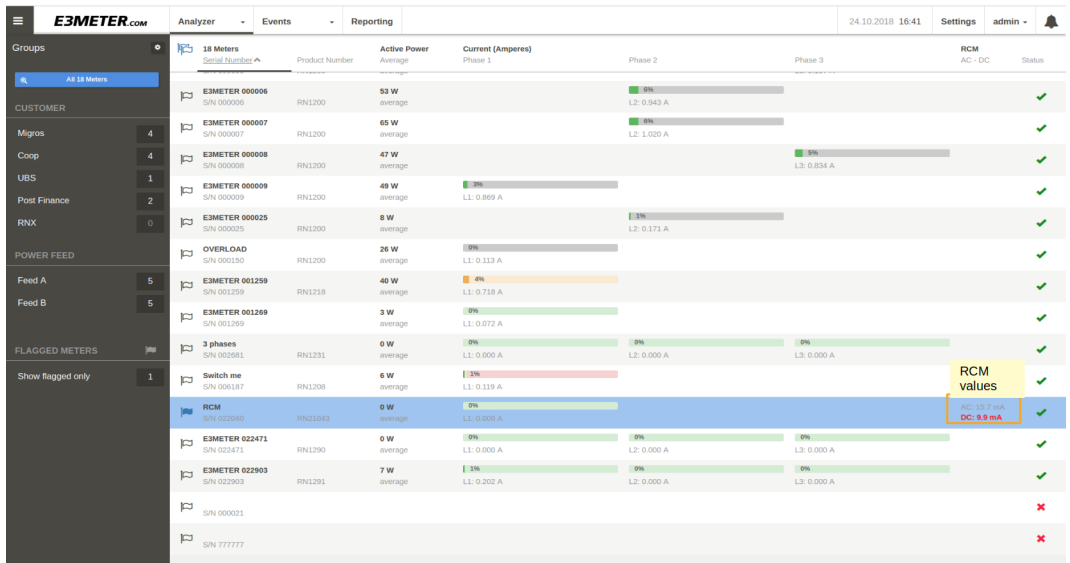 E3METER.COM Analyzer Events Reporting 24.10.2018 16:41 Settings admin
Groups 18 Meters Active Power Current (Amperes) RCM
Serial Number Product Number Average Phase 1 Phase 2 Phase 3 AC - DC Status
All 18 Meters
E3METER 000006 53 W 6%
S/N 000006 RN1200 average L2: 0.943 A
CUSTOMER
E3METER 000007 65 W 6%
S/N 000007 RN1200 average L2: 1.020 A
Migros 4
E3METER 000008 47 W 5%
Coop 4
S/N 000008 RN1200 average L3: 0.834 A
UBS 1
E3METER 000009 49 W 3%
S/N 000009 RN1200 average L1: 0.869 A
Post Finance 2
E3METER 000025 8 W 1%
RNX 0
S/N 000025 RN1200 average L2: 0.171 A
OVERLOAD 26 W 0%
POWER FEED
S/N 000150 RN1200 average L1: 0.113 A
Feed A 5
E3METER 001259 40 W 4%
S/N 001259 RN1218 average L1: 0.718 A
Feed B 5
E3METER 001269 3 W 0%
S/N 001269 average L1: 0.072 A
3 phases 0 W 0% 0% 0%
FLAGGED METERS
S/N 002681 RN1231 average L1: 0.000 A L2: 0.000 A L3: 0.000 A
Show flagged only 1
Switch me 6 W 1%
S/N 006187 RN1208 average L1: 0.119 A
RCM
values
RCM 0 W 0% AC: 13.7 mA
average L1: 0.000 A DC: 9.9 mA
E3METER 022471 0 W 0% 0% 0%
S/N 022471 RN1290 average L1: 0.000 A L2: 0.000 A L3: 0.000 A
E3METER 022903 7 W 1% 0% 0%
S/N 022903 RN1291 average L1: 0.202 A L2: 0.000 A L3: 0.000 A
S/N 000021
S/N 777777